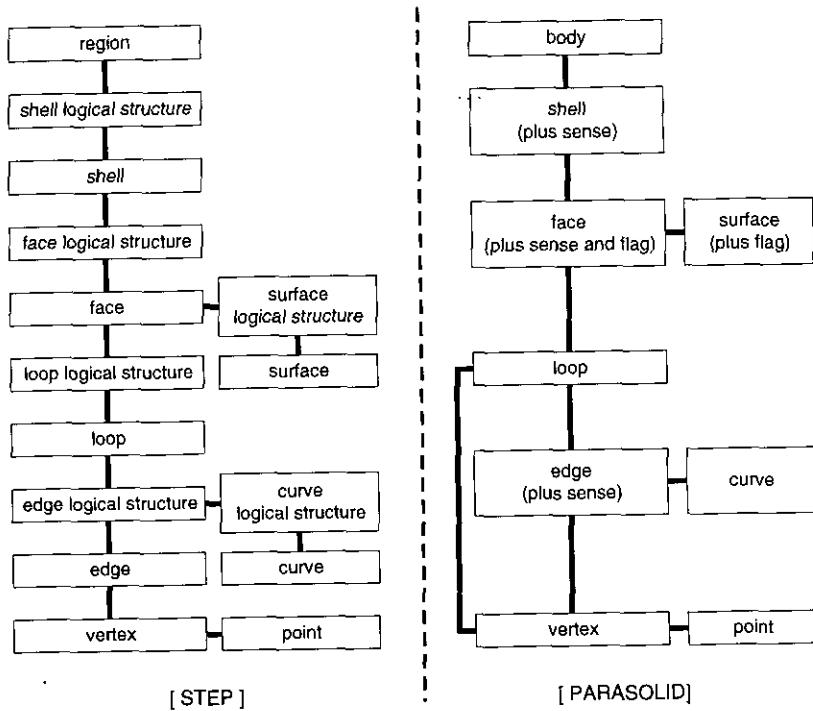 region
shell logical structure
shell
face logical structure
face
surface
logical structure
loop logical structure
surface
loop
edge logical structure
curve
logical structure
edge
curve
vertex
point
[ STEP ]
body
shell
(plus sense)
face
(plus sense and flag)
surface
(plus flag)
loop
edge
(plus sense)
curve
vertex
point
[ PARASOLID]